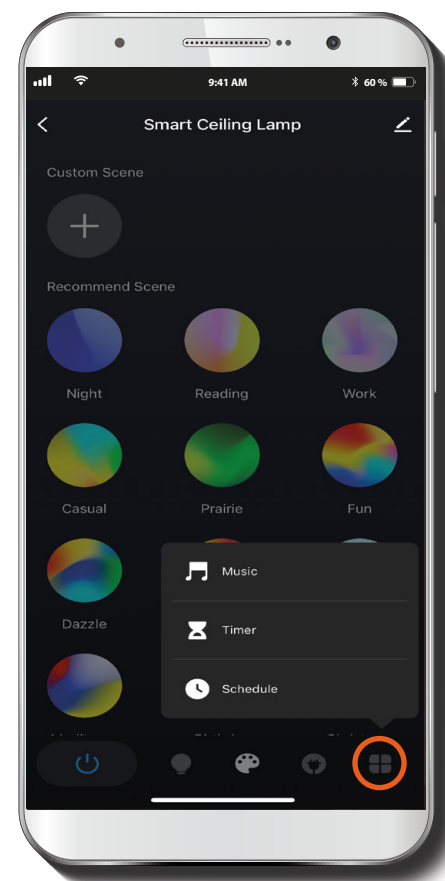 9:41 AM
60 %
Smart Ceiling Lamp
Custom Scene
Recommend Scene
Night
Reading
Work
Casual
Prairie
Fun
Dazzle
Music
Timer
Schedule